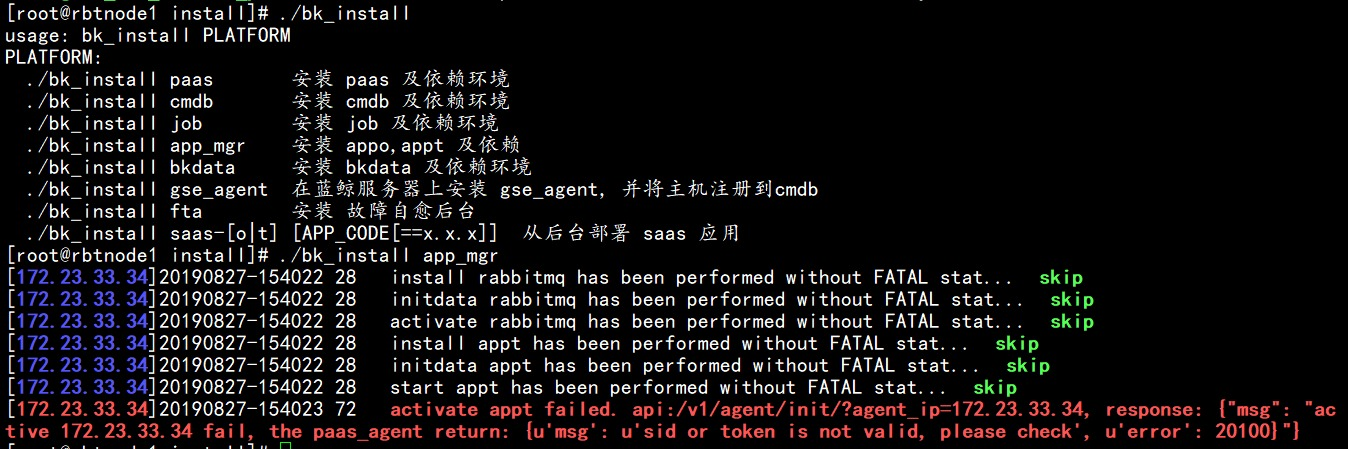 [root@rbtnode1 install]# ./bk_install
usage: bk_install PLATFORM
PLATFORM:
  ./bk_install paas       安装 paas 及依赖环境
  ./bk_install cmdb       安装 cmdb 及依赖环境
  ./bk_install job        安装 job 及依赖环境
  ./bk_install app_mgr    安装 appo,appt 及依赖
  ./bk_install bkdata     安装 bkdata 及依赖环境
  ./bk_install gse_agent  在蓝鲸服务器上安装 gse_agent, 并将主机注册到cmdb
  ./bk_install fta        安装 故障自愈后台
  ./bk_install saas-[o|t] [APP_CODE[==x.x.x]]  从后台部署 saas 应用
[root@rbtnode1 install]# ./bk_install app_mgr
[172.23.33.34]20190827-154022 28   install rabbitmq has been performed without FATAL stat...  skip
[172.23.33.34]20190827-154022 28   initdata rabbitmq has been performed without FATAL stat...  skip
[172.23.33.34]20190827-154022 28   activate rabbitmq has been performed without FATAL stat...  skip
[172.23.33.34]20190827-154022 28   install appt has been performed without FATAL stat...  skip
[172.23.33.34]20190827-154022 28   initdata appt has been performed without FATAL stat...  skip
[172.23.33.34]20190827-154022 28   start appt has been performed without FATAL stat...  skip
[172.23.33.34]20190827-154023 72   activate appt failed. api:/v1/agent/init/?agent_ip=172.23.33.34, response: {"msg": "ac
tive 172.23.33.34 fail, the paas_agent return: {u'msg': u'sid or token is not valid, please check', u'error': 20100}"}
[root@rbtnode1 install]#